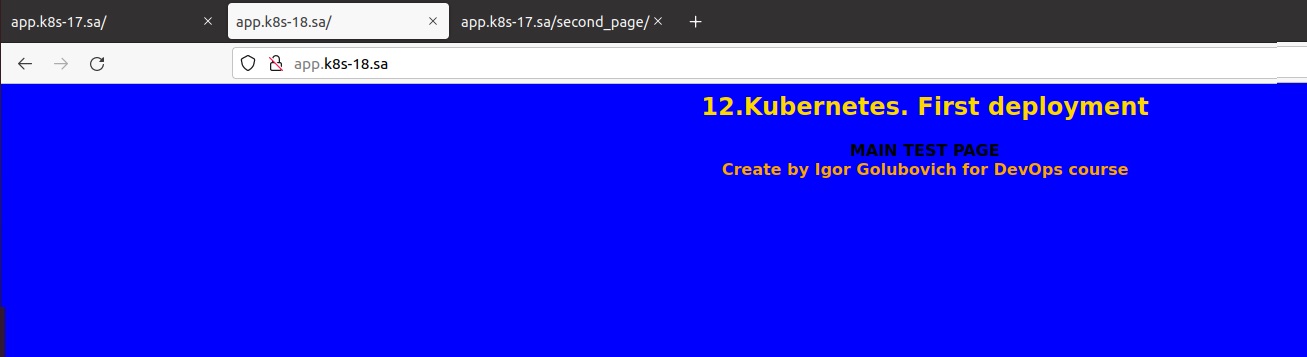 app.k8s-17.sa/
app.k8s-18.sa/
app.k8s-17.sa/second_page/
app.k8s-18.sa
12.Kubernetes. First deployment
MAIN TEST PAGE
Create by Igor Golubovich for DevOps course